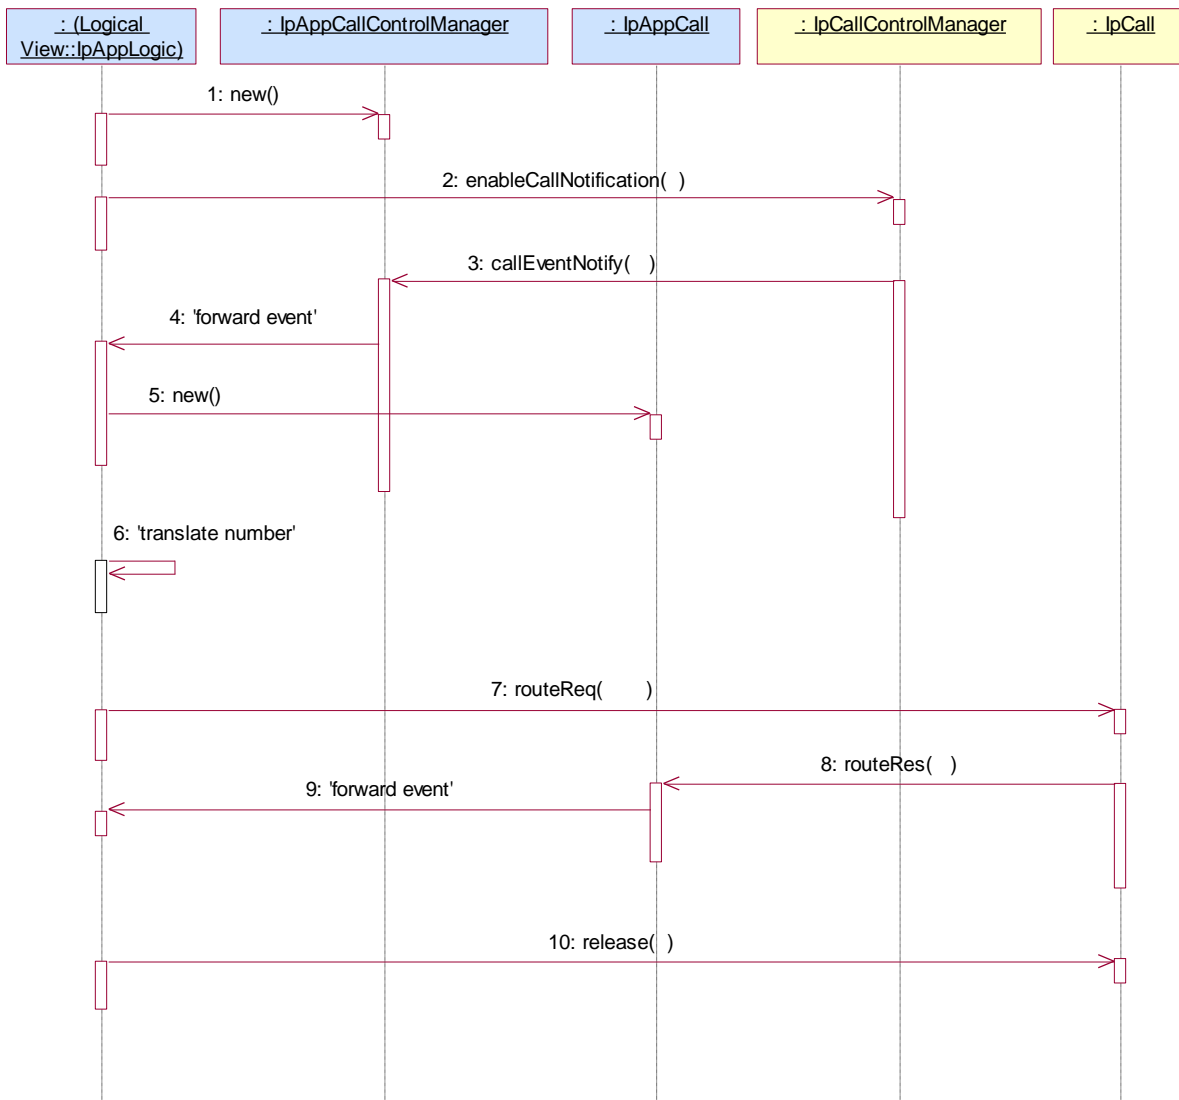 : (Logical
View::IpAppLogic)
: IpAppCallControlManager
: IpAppCall
: IpCallControlManager
: IpCall
1: new()
2: enableCallNotification( )
3: callEventNotify( )
4: 'forward event'
5: new()
6: 'translate number'
7: routeReq( )
8: routeRes( )
9: 'forward event'
10: release( )